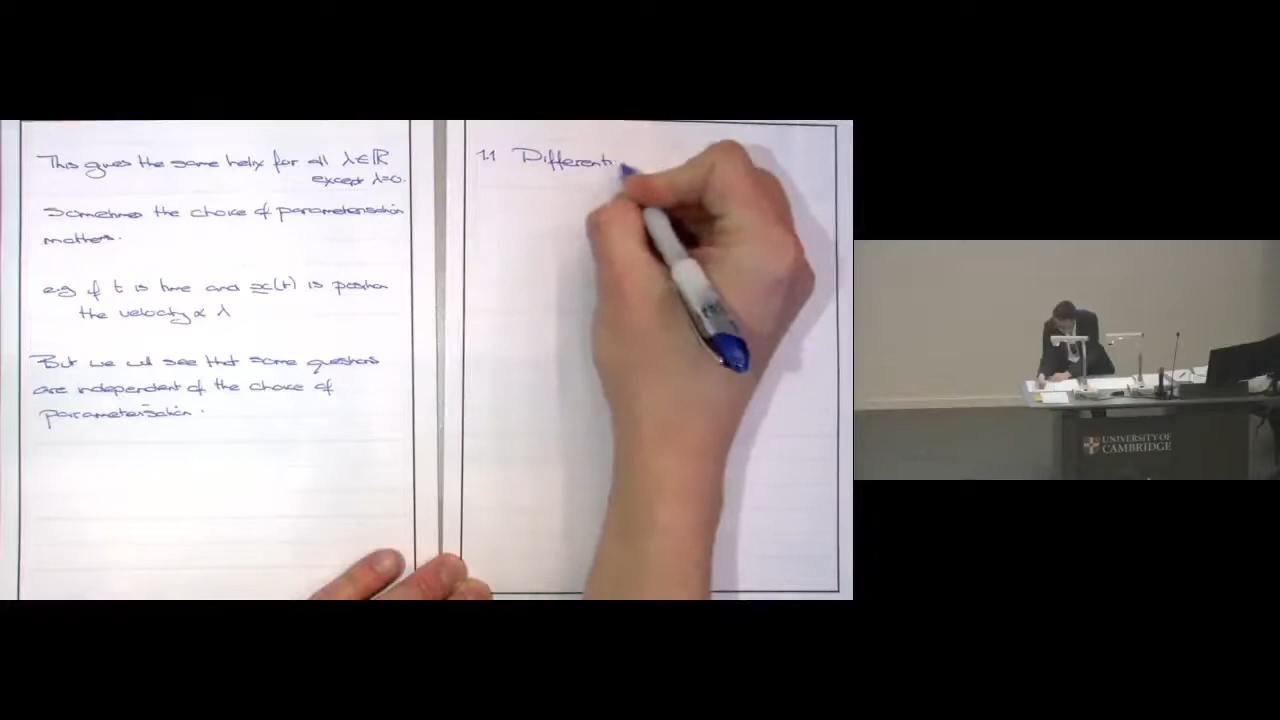 This gives the same helix for all λ∈ℝ
except λ=0.
Sometimes the choice of parameterisation
matters.
e.g. if t is time and x(t) is position
the velocity ∝ λ
But we will see that some questions
are independent of the choice of
parameterisation.
1.1 Differenti
UNIVERSITY OF
CAMBRIDGE